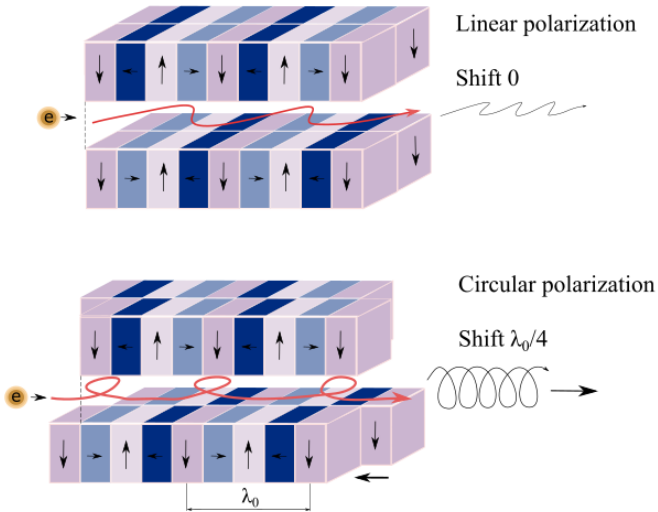 Linear polarization
Shift 0
e
Circular polarization
Shift λ₀/4
e
λ₀